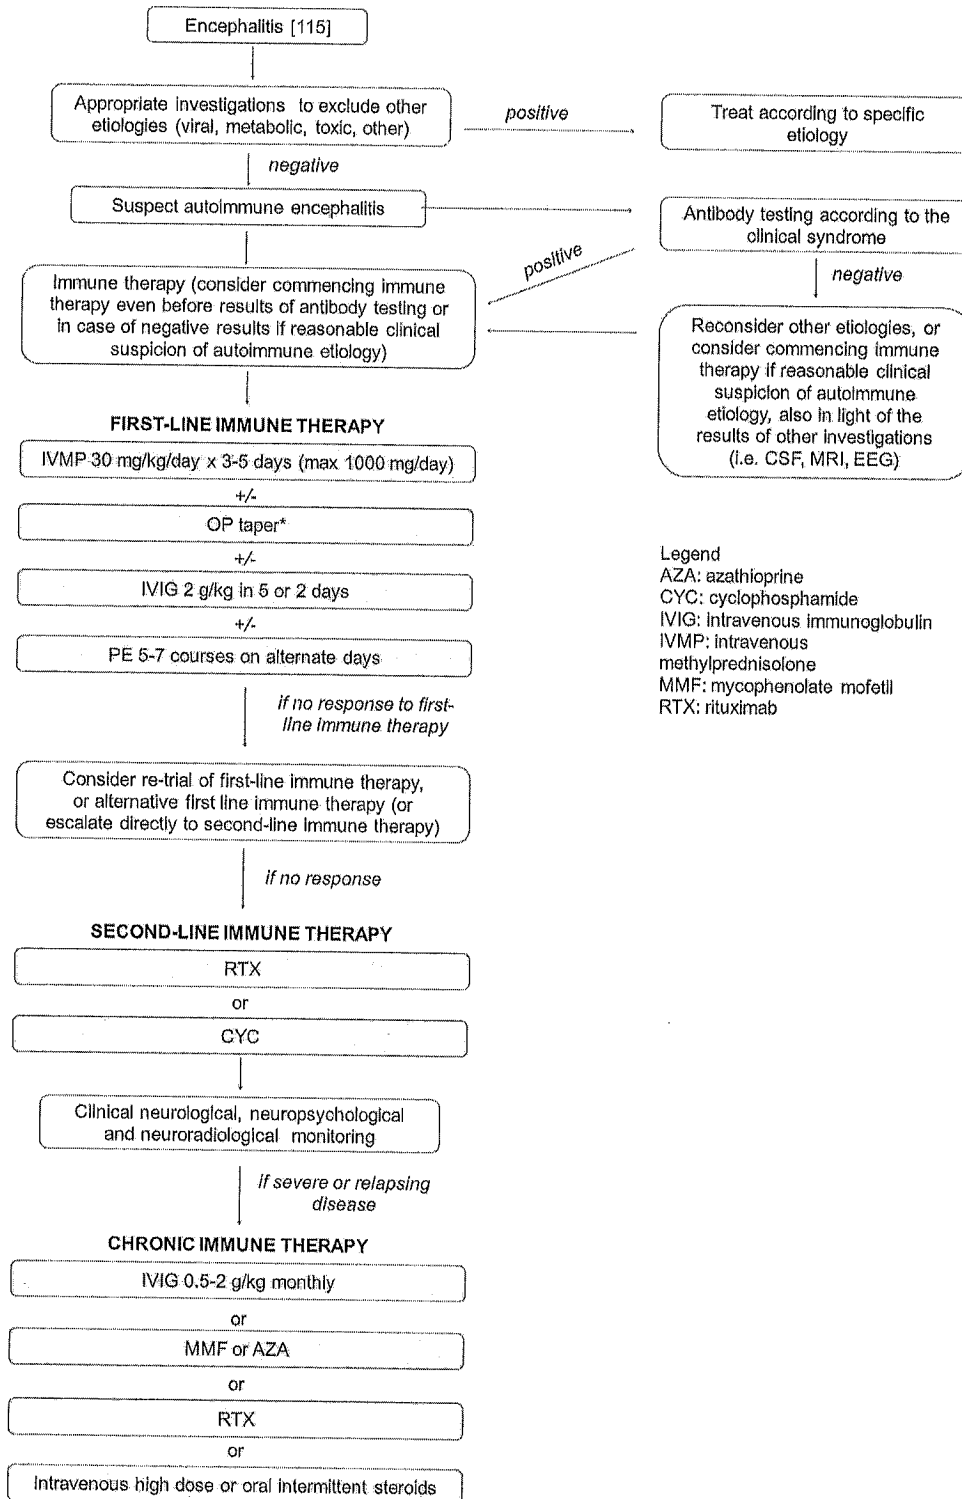 Encephalitis [115]
Appropriate investigations to exclude other
etiologies (viral, metabolic, toxic, other)
positive
Treat according to specific
etiology
negative
Suspect autoimmune encephalitis
Antibody testing according to the
clinical syndrome
positive
negative
Immune therapy (consider commencing immune
therapy even before results of antibody testing or
in case of negative results if reasonable clinical
suspicion of autoimmune etiology)
Reconsider other etiologies, or
consider commencing immune
therapy if reasonable clinical
suspicion of autoimmune
etiology, also in light of the
results of other investigations
(i.e. CSF, MRI, EEG)
FIRST-LINE IMMUNE THERAPY
IVMP 30 mg/kg/day x 3-5 days (max 1000 mg/day)
+/-
OP taper*
+/-
IVIG 2 g/kg in 5 or 2 days
+/-
PE 5-7 courses on alternate days
Legend
AZA: azathioprine
CYC: cyclophosphamide
IVIG: intravenous immunoglobulin
IVMP: intravenous
methylprednisolone
MMF: mycophenolate mofetil
RTX: rituximab
if no response to first-
line immune therapy
Consider re-trial of first-line immune therapy,
or alternative first line immune therapy (or
escalate directly to second-line immune therapy)
if no response
SECOND-LINE IMMUNE THERAPY
RTX
or
CYC
Clinical neurological, neuropsychological
and neuroradiological monitoring
if severe or relapsing
disease
CHRONIC IMMUNE THERAPY
IVIG 0.5-2 g/kg monthly
or
MMF or AZA
or
RTX
or
Intravenous high dose or oral intermittent steroids